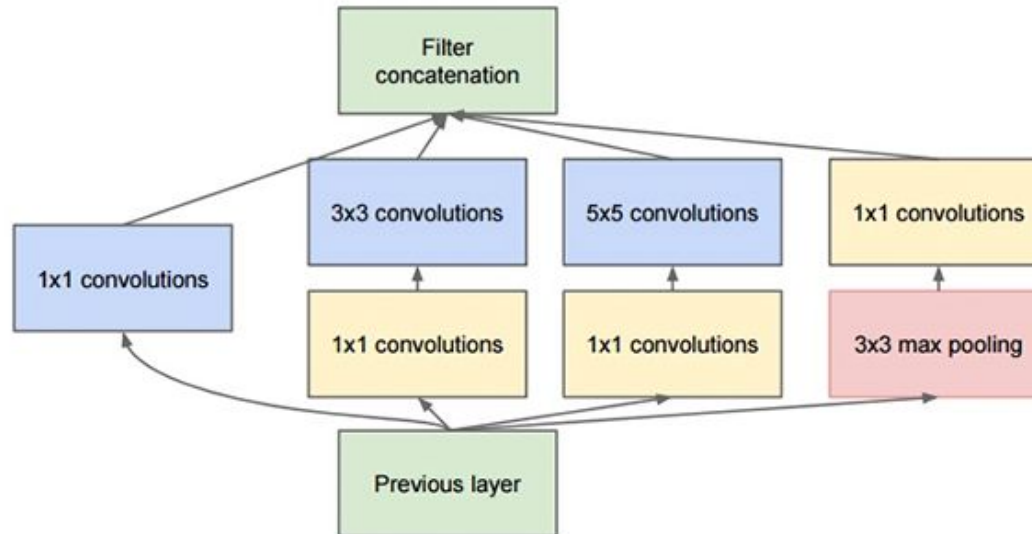 Filter
concatenation
3x3 convolutions
5x5 convolutions
1x1 convolutions
1x1 convolutions
1x1 convolutions
1x1 convolutions
3x3 max pooling
Previous layer